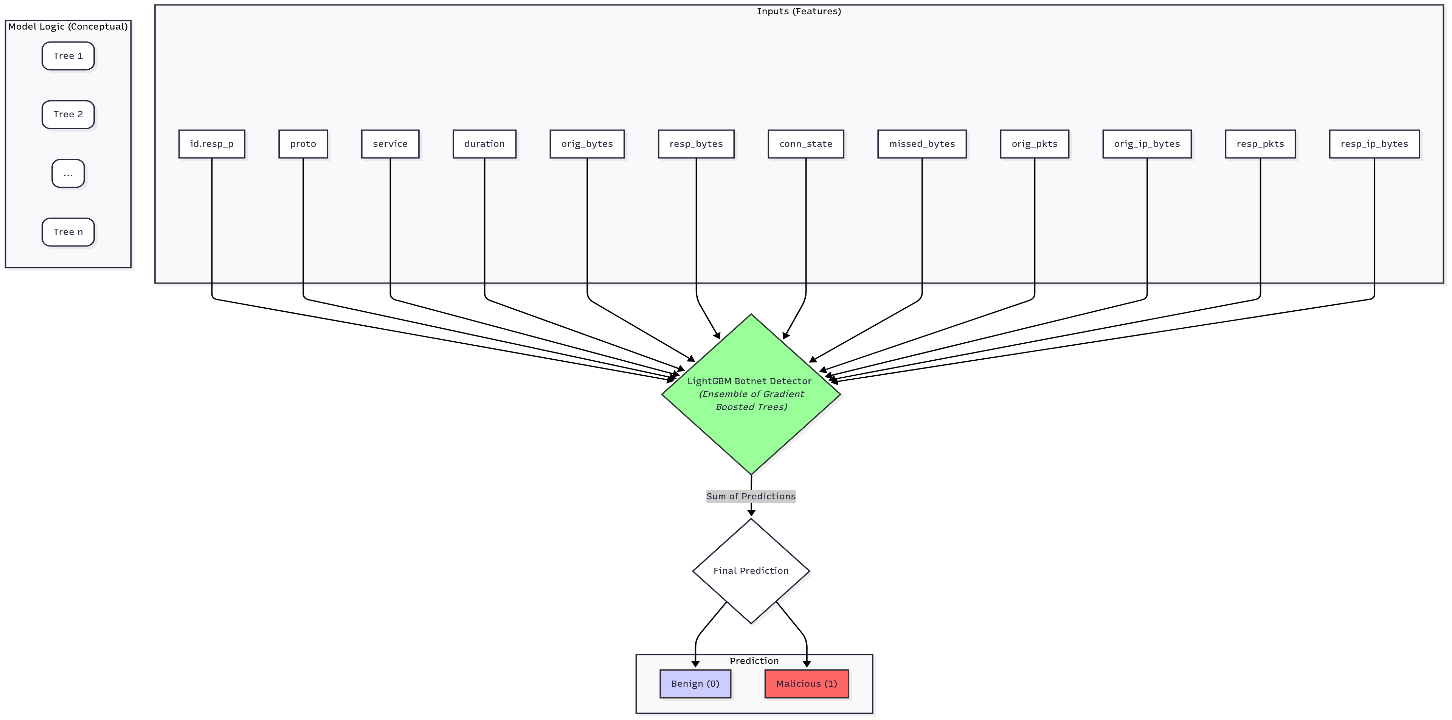 Model Logic (Conceptual)
Tree 1
Tree 2
...
Tree n
Inputs (Features)
id.resp_p
proto
service
duration
orig_bytes
resp_bytes
conn_state
missed_bytes
orig_pkts
orig_ip_bytes
resp_pkts
resp_ip_bytes
LightGBM Botnet Detector
(Ensemble of Gradient
Boosted Trees)
Sum of Predictions
Final Prediction
Prediction
Benign (0)
Malicious (1)